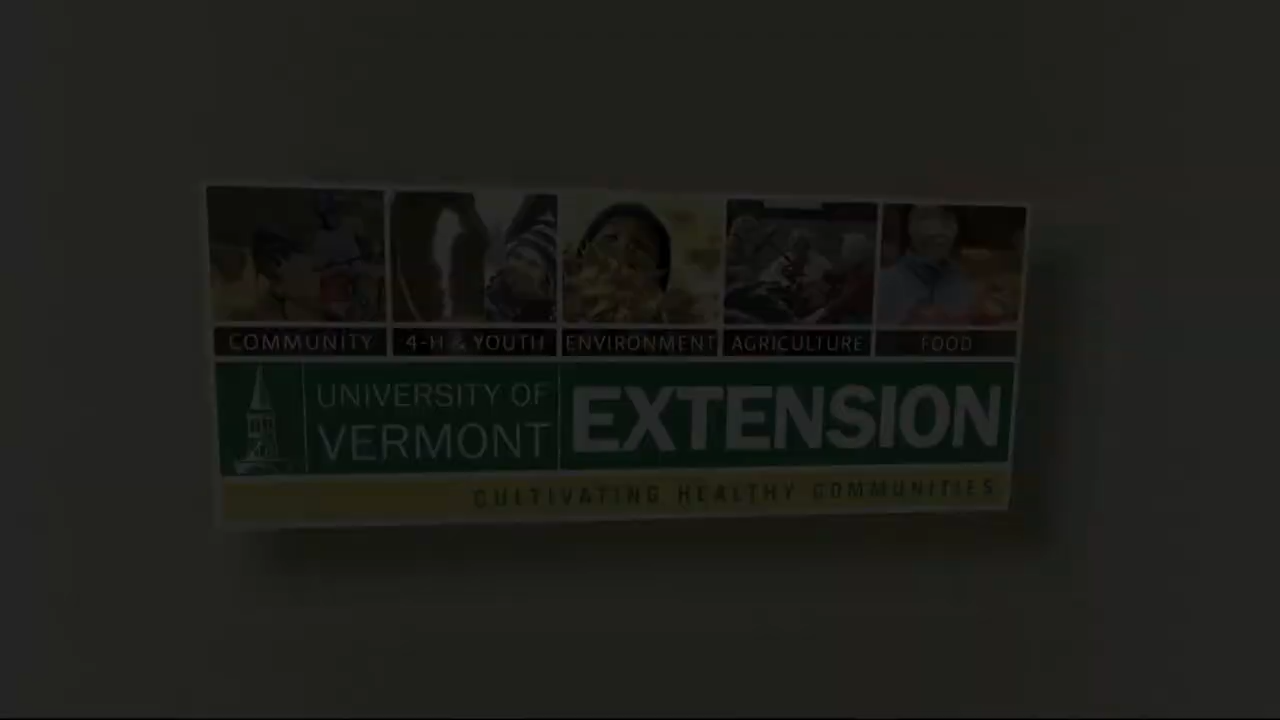 COMMUNITY
4-H & YOUTH
ENVIRONMENT
AGRICULTURE
FOOD
UNIVERSITY OF
VERMONT
EXTENSION
CULTIVATING HEALTHY COMMUNITIES